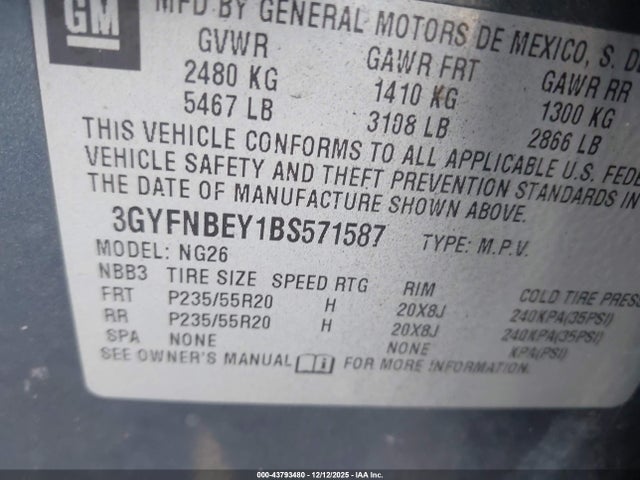 GM
MFD BY GENERAL MOTORS DE MEXICO, S. DE
GVWR GAWR FRT GAWR RR
2480 KG 1410 KG 1300 KG
5467 LB 3108 LB 2866 LB
THIS VEHICLE CONFORMS TO ALL APPLICABLE U.S. FEDE
VEHICLE SAFETY AND THEFT PREVENTION STANDARDS IN
THE DATE OF MANUFACTURE SHOWN ABOVE.
3GYFNBEY1BS571587 TYPE: M.P.V.
MODEL: NG26
NBB3 TIRE SIZE SPEED RTG RIM COLD TIRE PRES
FRT P235/55R20 H 20X8J 240KPA(35PSI)
RR P235/55R20 H 20X8J 240KPA(35PSI)
SPA NONE NONE KPA(PSI)
SEE OWNER'S MANUAL FOR MORE INFORMATION.
000-43793480 - 12/12/2025 - IAA Inc.